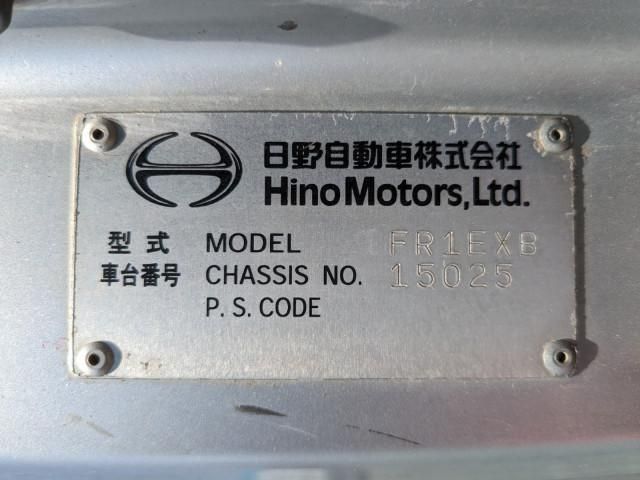 日野自動車株式会社
Hino Motors, Ltd.
型式 MODEL FR1EXB
車台番号 CHASSIS NO. 15025
P. S. CODE